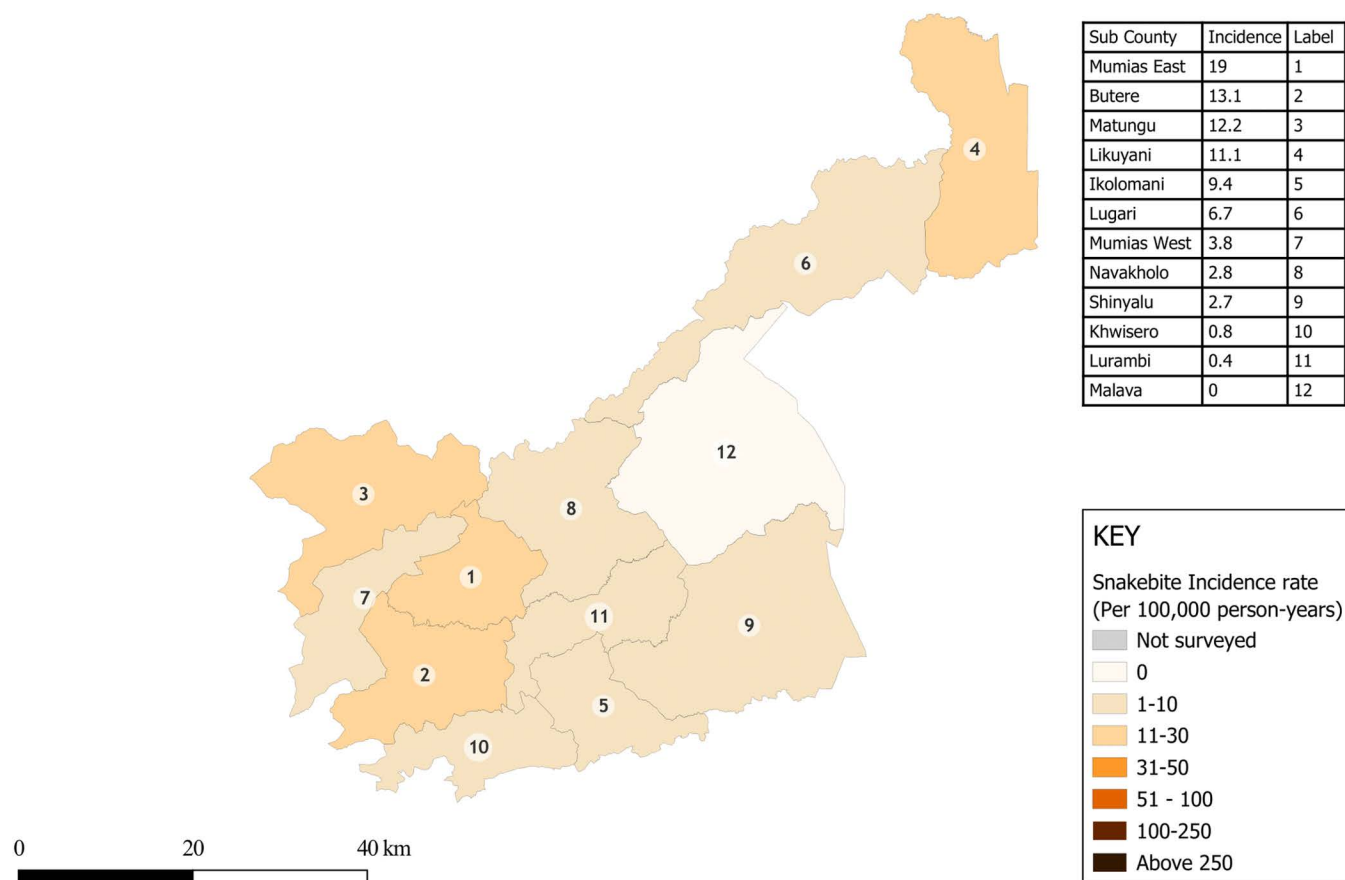 Sub County Incidence Label
Mumias East 19 1
Butere 13.1 2
Matungu 12.2 3
Likuyani 11.1 4
Ikolomani 9.4 5
Lugari 6.7 6
Mumias West 3.8 7
Navakholo 2.8 8
Shinyalu 2.7 9
Khwisero 0.8 10
Lurambi 0.4 11
Malava 0 12
4
6
12
3
8
1
7
11
9
2
5
10
KEY
Snakebite Incidence rate
(Per 100,000 person-years)
Not surveyed
0
1-10
11-30
31-50
51 - 100
100-250
Above 250
0 20 40 km